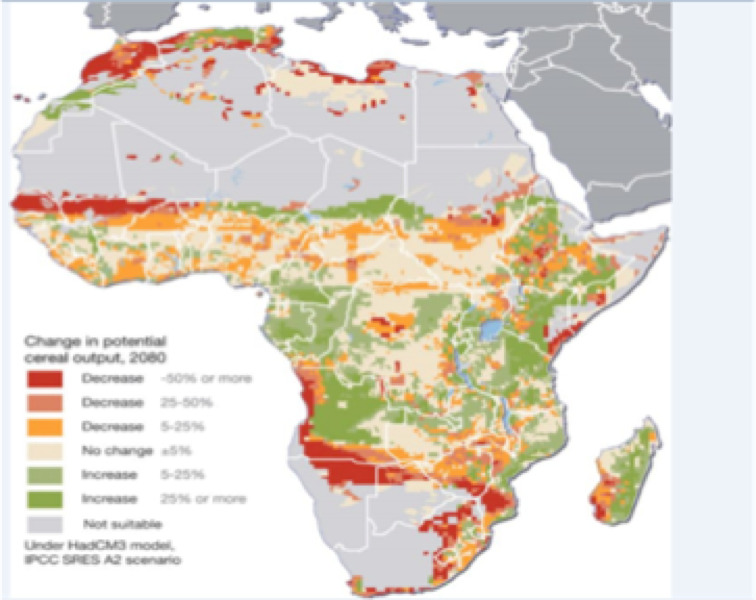 Change in potential
cereal output, 2080
Decrease -50% or more
Decrease 25-50%
Decrease 5-25%
No change ±5%
Increase 5-25%
Increase 25% or more
Not suitable
Under HadCM3 model,
IPCC SRES A2 scenario